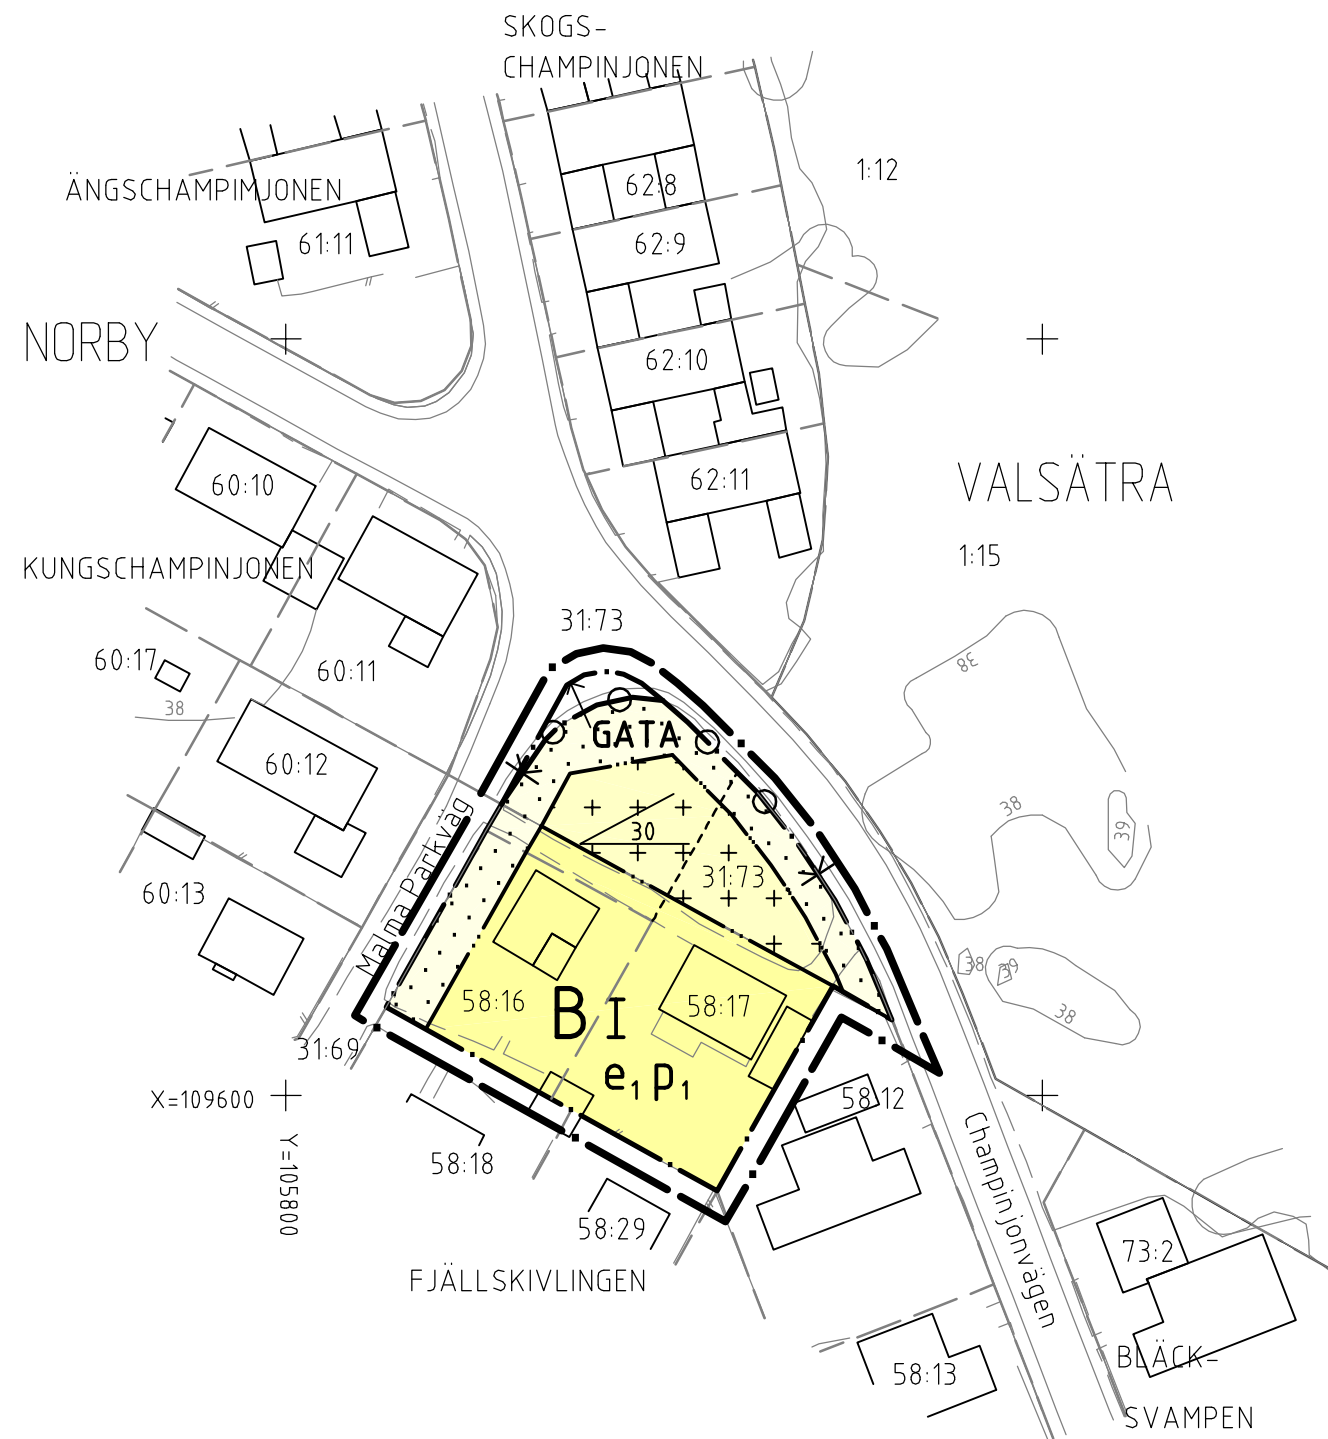 SKOGS-
CHAMPINJONEN
1:12
ÄNGSCHAMPIMJONEN
62:8
61:11
62:9
NORBY
62:10
62:11
60:10
VALSÄTRA
1:15
KUNGSCHAMPINJONEN
31:73
60:17
60:11
38
38
GATA
60:12
38
39
30
Malma Parkväg
31:73
60:13
38
39
58:16
B I
58:17
38
31:69
e₁p₁
X=109600
58:12
Y=105800
58:18
Champinjonvägen
58:29
73:2
FJÄLLSKIVLINGEN
BLÄCK-
58:13
SVAMPEN